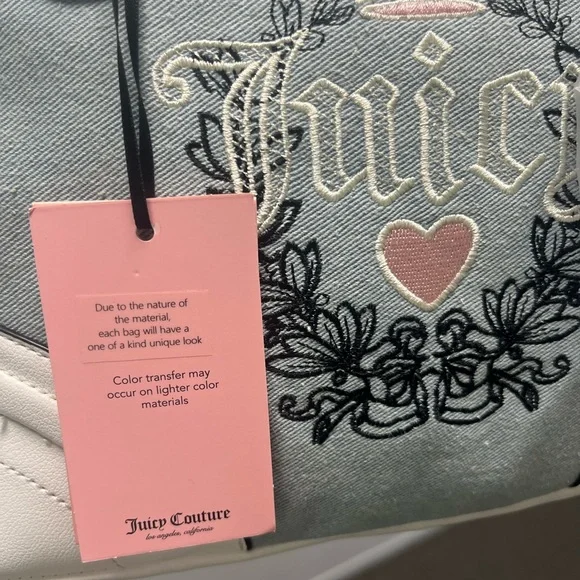 Juicy
Due to the nature of
the material,
each bag will have a
one of a kind unique look
Color transfer may
occur on lighter color
materials
Juicy Couture
los angeles, california